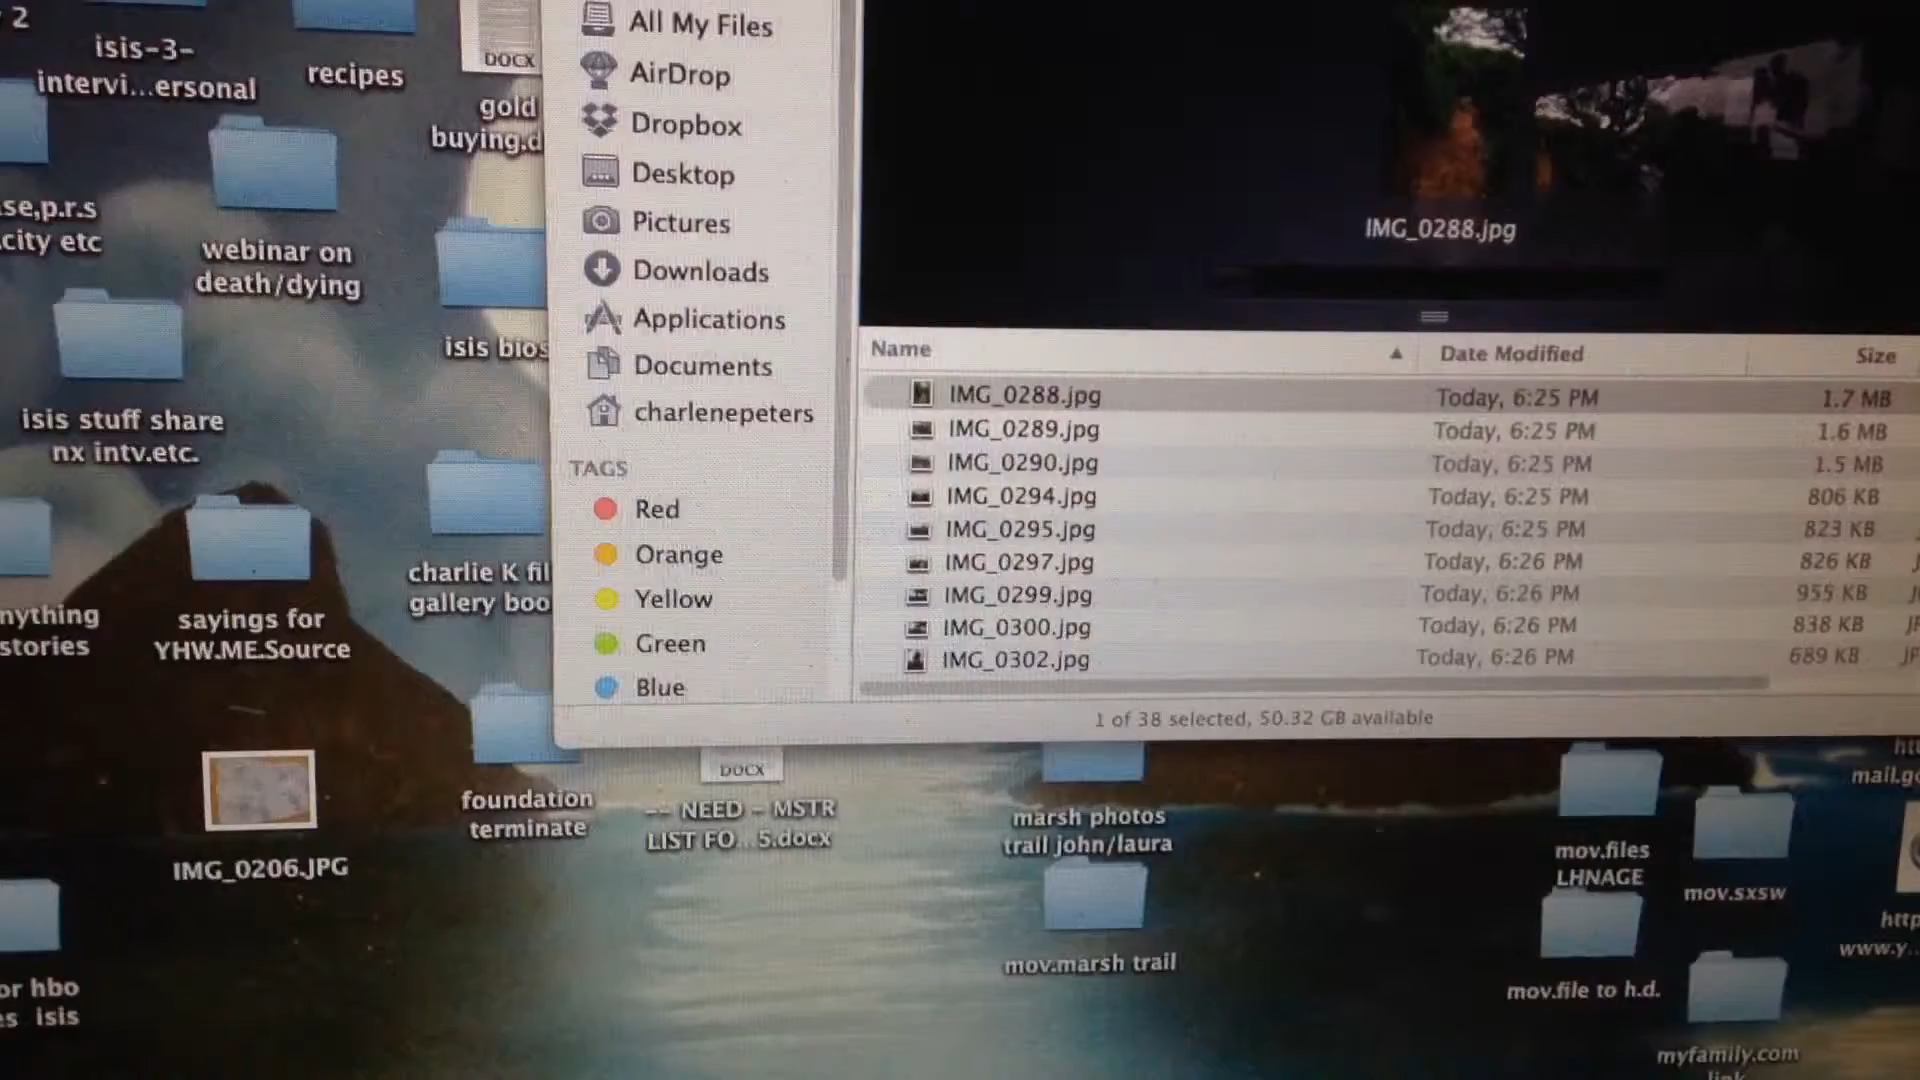 2
isis-3-
intervi...ersonal
recipes
DOCX
gold
buying.d
se,p.r.s
city etc
webinar on
death/dying
isis bios
isis stuff share
nx intv.etc.
charlie K fil
gallery boo
nything
stories
sayings for
YHW.ME.Source
IMG_0206.JPG
foundation
terminate
or hbo
es isis
All My Files
AirDrop
Dropbox
Desktop
Pictures
Downloads
Applications
Documents
charlenepeters
TAGS
Red
Orange
Yellow
Green
Blue
IMG_0288.jpg
Name Date Modified Size
IMG_0288.jpg Today, 6:25 PM 1.7 MB
IMG_0289.jpg Today, 6:25 PM 1.6 MB
IMG_0290.jpg Today, 6:25 PM 1.5 MB
IMG_0294.jpg Today, 6:25 PM 806 KB
IMG_0295.jpg Today, 6:25 PM 823 KB
IMG_0297.jpg Today, 6:26 PM 826 KB
IMG_0299.jpg Today, 6:26 PM 955 KB
IMG_0300.jpg Today, 6:26 PM 838 KB
IMG_0302.jpg Today, 6:26 PM 689 KB
1 of 38 selected, 50.32 GB available
DOCX
-- NEED - MSTR
LIST FO...5.docx
marsh photos
trail john/laura
mov.marsh trail
mov.files
LHNAGE
mov.sxsw
mov.file to h.d.
myfamily.com
link
mail.go
http
www.y...